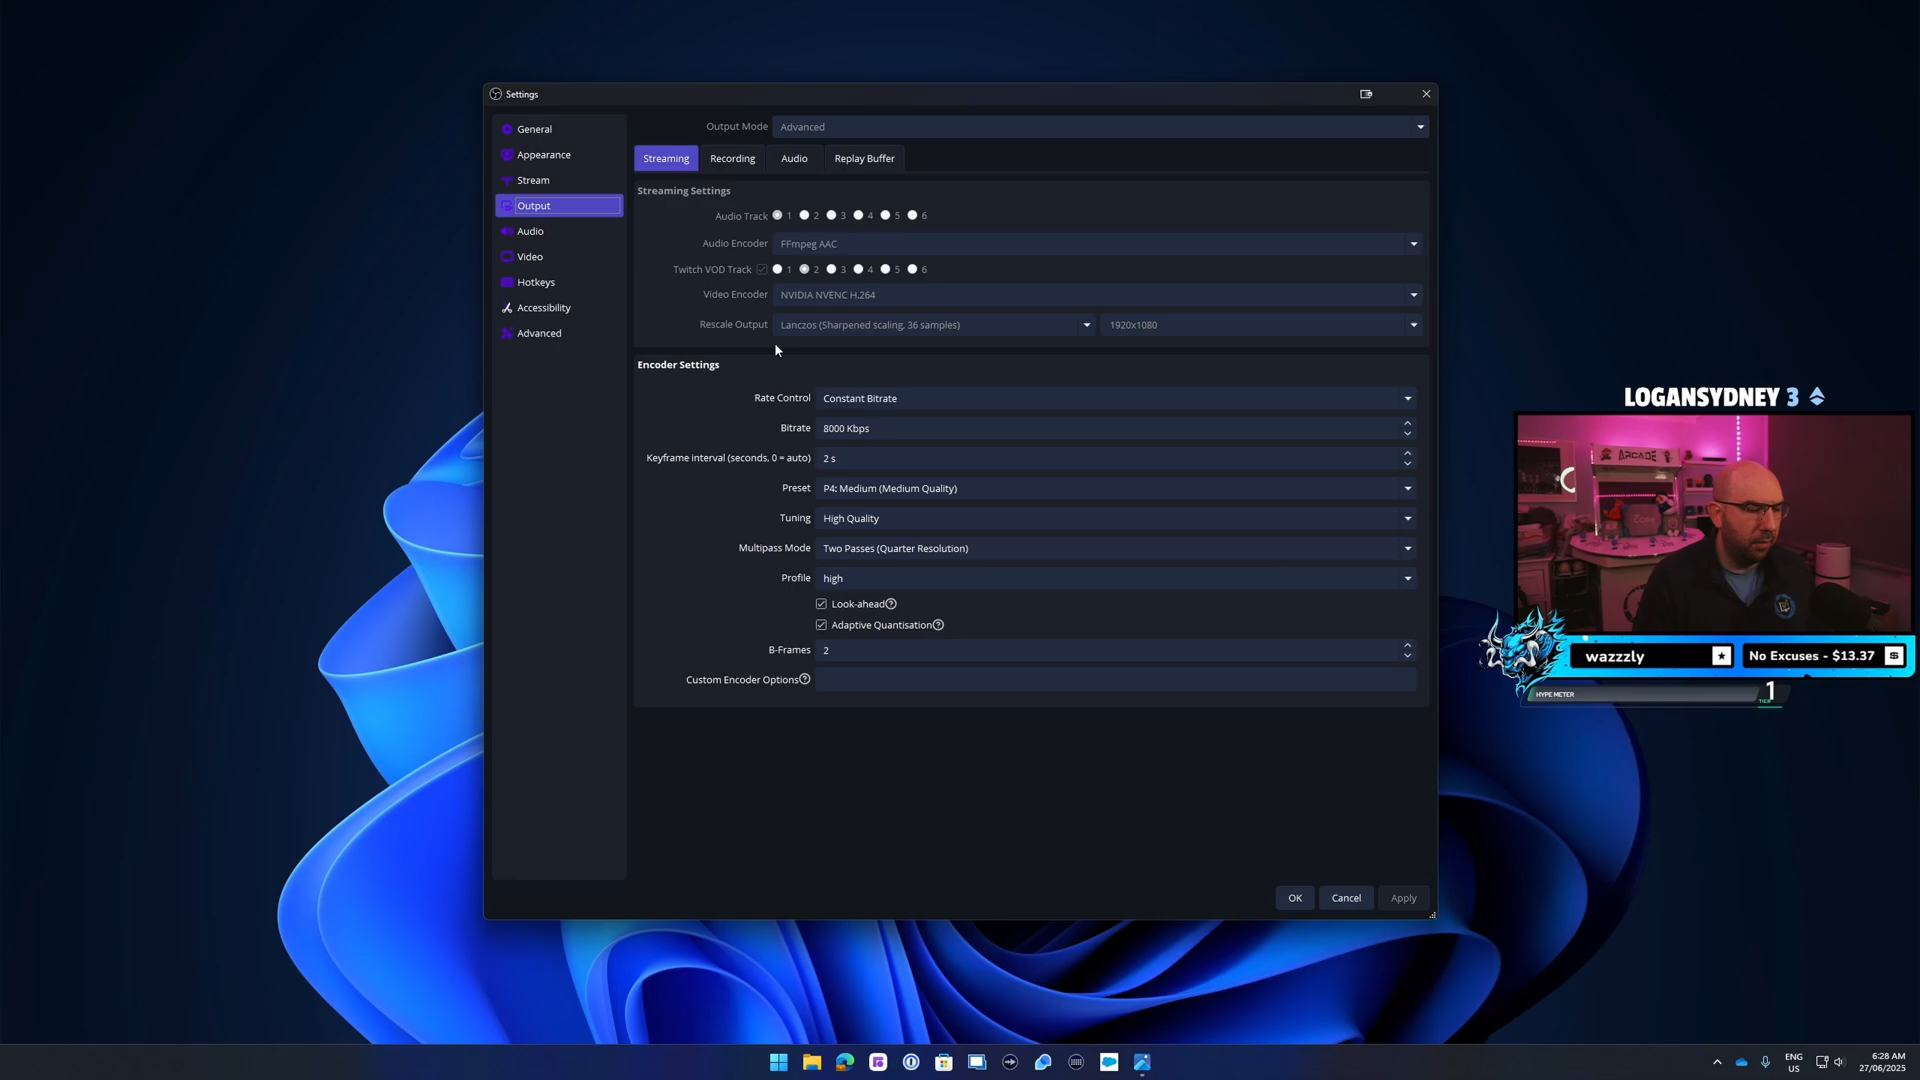 Settings
General
Appearance
Stream
Output
Audio
Video
Hotkeys
Accessibility
Advanced
Output Mode Advanced
Streaming Recording Audio Replay Buffer
Streaming Settings
Audio Track 1 2 3 4 5 6
Audio Encoder FFmpeg AAC
Twitch VOD Track 1 2 3 4 5 6
Video Encoder NVIDIA NVENC H.264
Rescale Output Lanczos (Sharpened scaling, 36 samples) 1920x1080
Encoder Settings
Rate Control Constant Bitrate
Bitrate 8000 Kbps
Keyframe interval (seconds, 0 = auto) 2 s
Preset P4: Medium (Medium Quality)
Tuning High Quality
Multipass Mode Two Passes (Quarter Resolution)
Profile high
Look-ahead
Adaptive Quantisation
B-Frames 2
Custom Encoder Options
OK Cancel Apply
LOGANSYDNEY 3
ARCADE
wazzzly
No Excuses - $13.37
HYPE METER
1
TIER
ENG
US
6:28 AM
27/06/2025